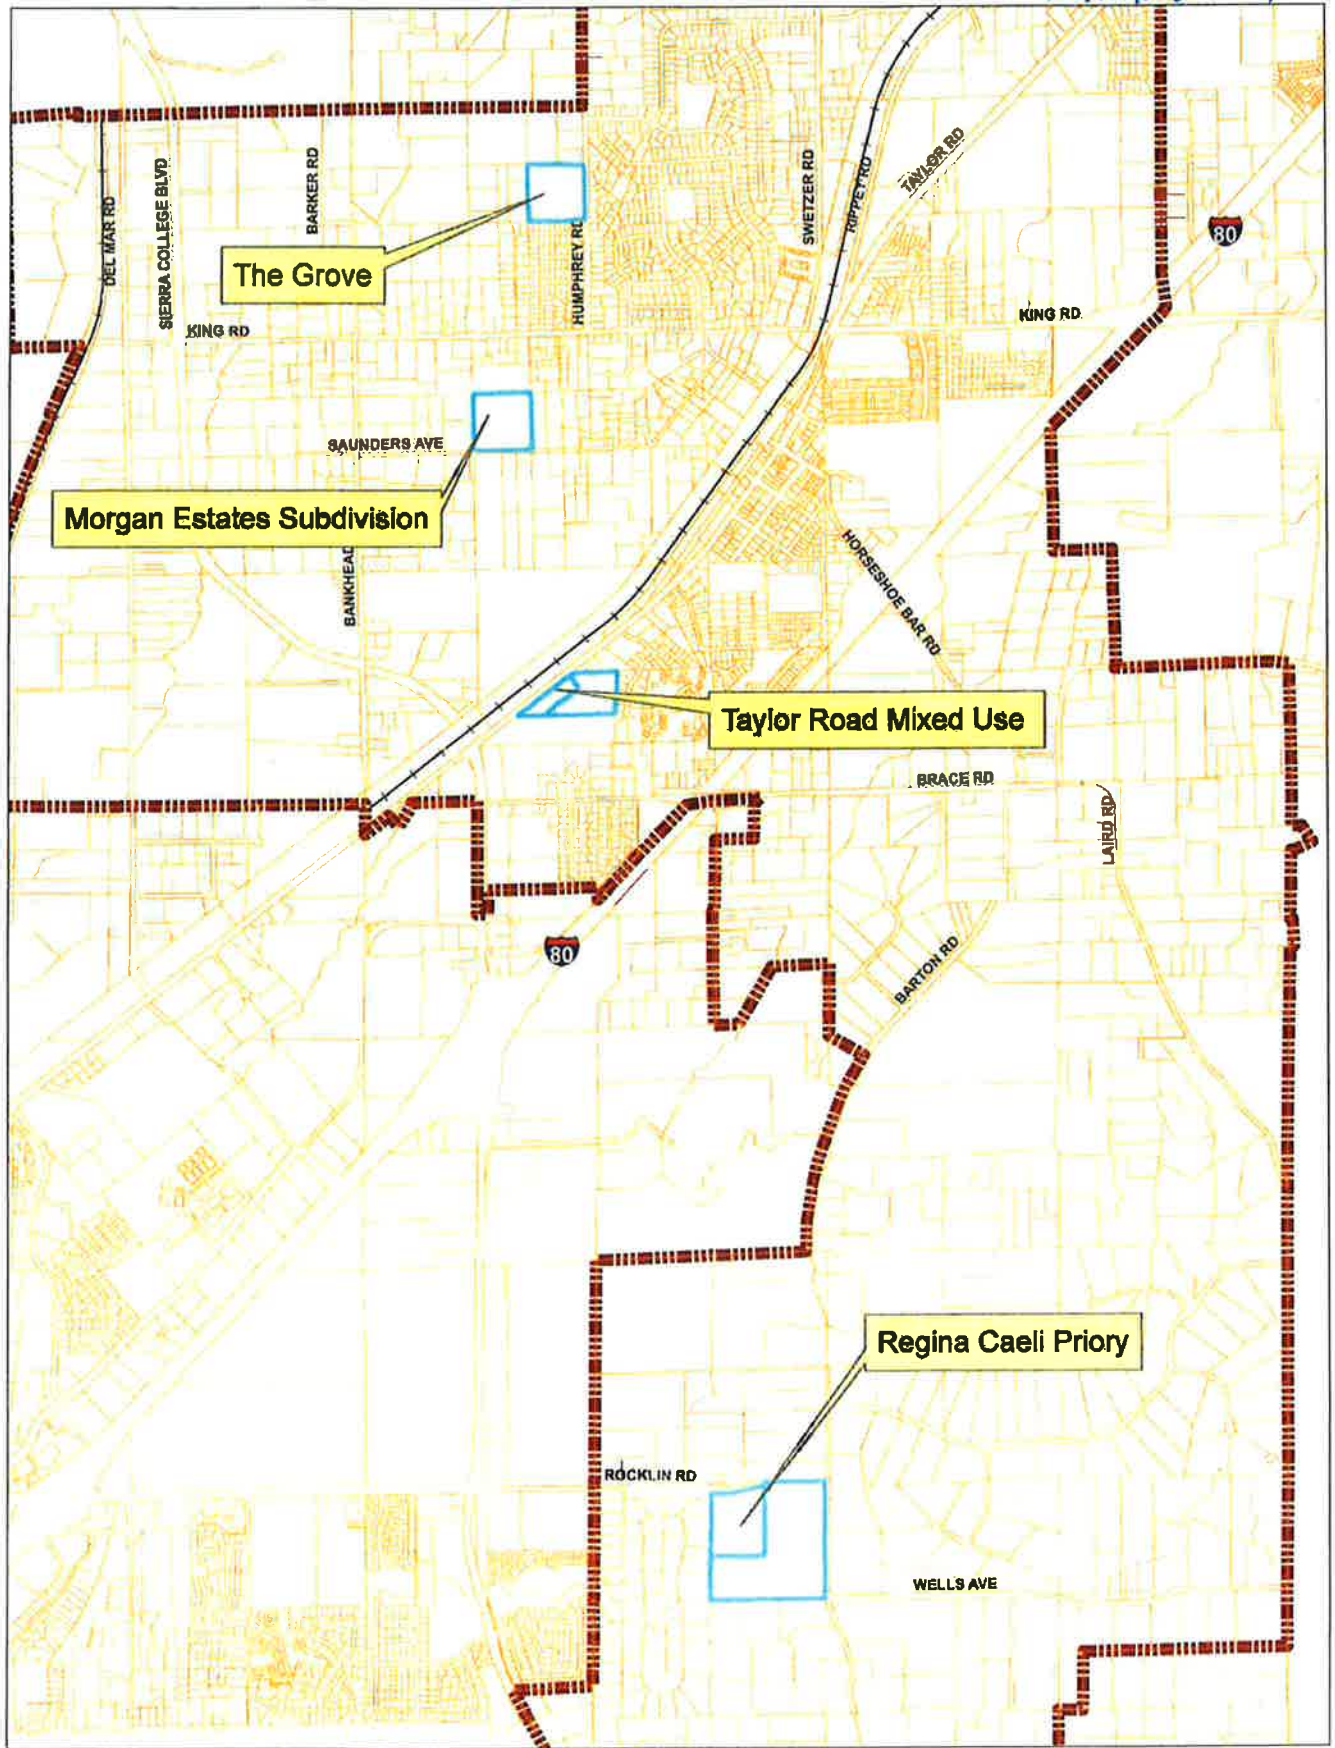 SIERRA COLLEGE BLVD
BARKER RD
SWETZER RD
RIPPEY RD
TAYLOR RD
DEL MAR RD
HUMPHREY RD
80
The Grove
KING RD
KING RD
SAUNDERS AVE
Morgan Estates Subdivision
BANKHEAD
HORSESHOE BAR RD
Taylor Road Mixed Use
BRACE RD
LAIRD RD
80
BARTON RD
Regina Caeli Priory
ROCKLIN RD
WELLS AVE